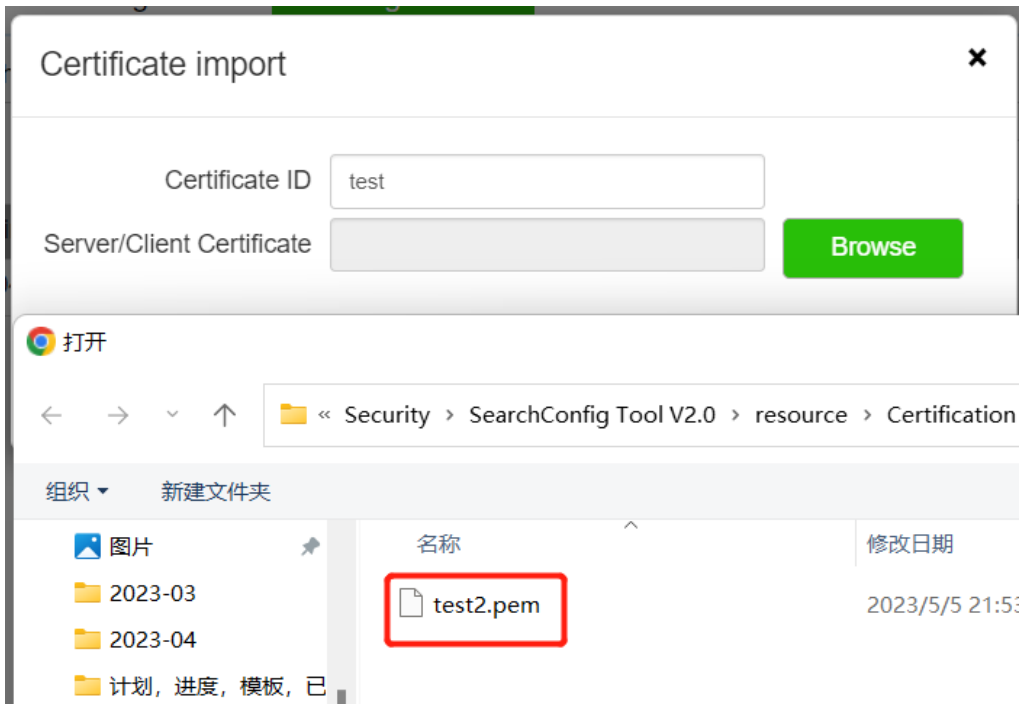 Certificate import
Certificate ID
test
Server/Client Certificate
Browse
打开
« Security › SearchConfig Tool V2.0 › resource › Certification
组织
新建文件夹
图片
名称
修改日期
2023-03
test2.pem
2023/5/5 21:53
2023-04
计划，进度，模板，已